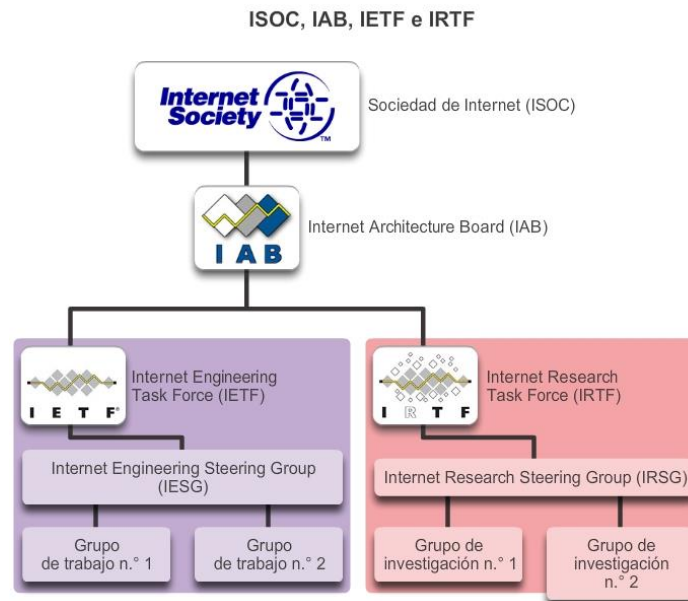 ISOC, IAB, IETF e IRTF
Internet
Society
TM
Sociedad de Internet (ISOC)
IAB
Internet Architecture Board (IAB)
IETF®
Internet Engineering
Task Force (IETF)
IRTF
Internet Research
Task Force (IRTF)
Internet Engineering Steering Group
(IESG)
Internet Research Steering Group (IRSG)
Grupo
de trabajo n.° 1
Grupo
de trabajo n.° 2
Grupo de
investigación n.° 1
Grupo de
investigación
n.° 2